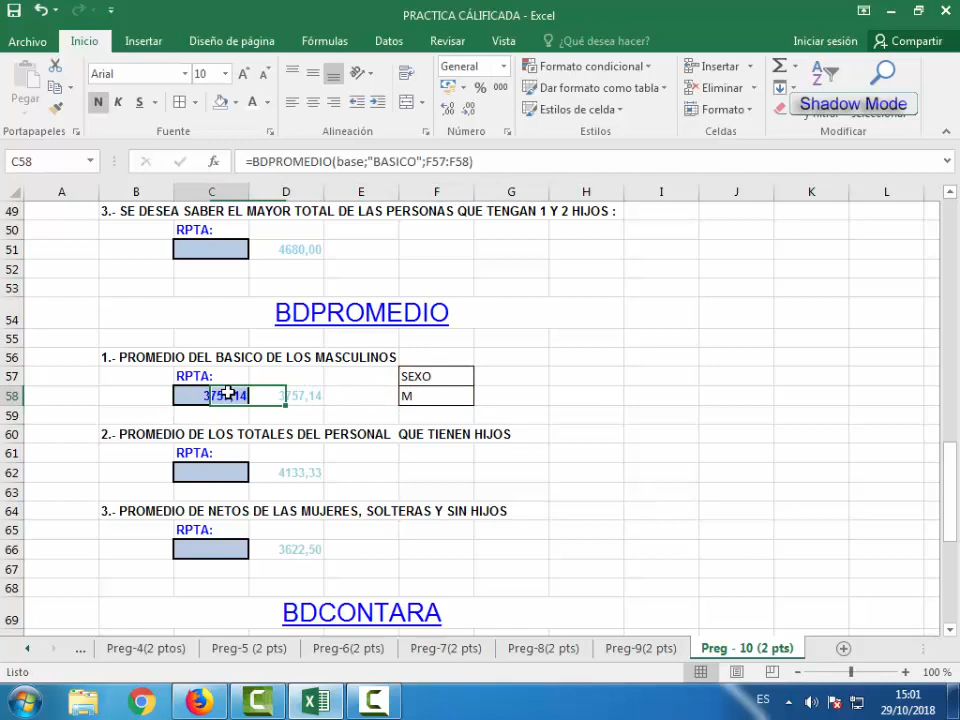 PRACTICA CÁLIFICADA - Excel
Archivo Inicio Insertar Diseño de página Fórmulas Datos Revisar Vista ¿Qué desea hacer? Iniciar sesión Compartir
Pegar
Arial 10
N K S
General
% 000
Formato condicional
Dar formato como tabla
Estilos de celda
Insertar
Eliminar
Formato
Shadow Mode
Portapapeles Fuente Alineación Número Estilos Celdas Modificar
C58 fx =BDPROMEDIO(base;"BASICO";F57:F58)
A B C D E F G H I J K L
49 3.- SE DESEA SABER EL MAYOR TOTAL DE LAS PERSONAS QUE TENGAN 1 Y 2 HIJOS :
50 RPTA:
51 4680,00
52
53
54 BDPROMEDIO
55
56 1.- PROMEDIO DEL BASICO DE LOS MASCULINOS
57 RPTA: SEXO
58 3757,14 3757,14 M
59
60 2.- PROMEDIO DE LOS TOTALES DEL PERSONAL QUE TIENEN HIJOS
61 RPTA:
62 4133,33
63
64 3.- PROMEDIO DE NETOS DE LAS MUJERES, SOLTERAS Y SIN HIJOS
65 RPTA:
66 3622,50
67
68
69 BDCONTARA
... Preg-4(2 ptos) Preg-5 (2 pts) Preg-6(2 pts) Preg-7(2 pts) Preg-8(2 pts) Preg-9(2 pts) Preg - 10 (2 pts)
Listo 100 %
ES 15:01
29/10/2018